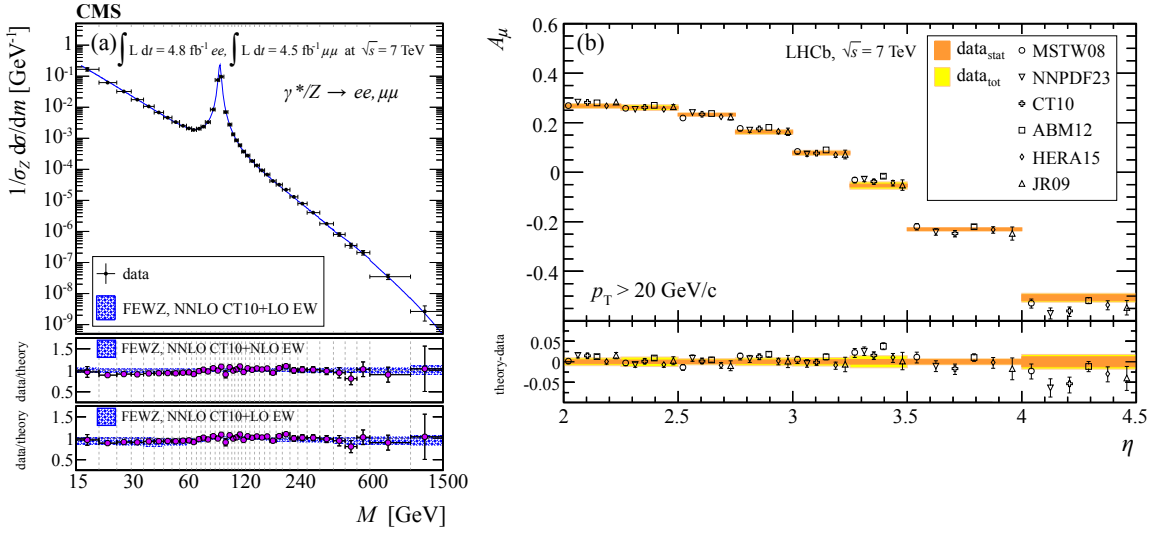 CMS
(a) ∫ L dt = 4.8 fb⁻¹ ee, ∫ L dt = 4.5 fb⁻¹ μμ at √s = 7 TeV
γ*/Z → ee, μμ
1/σ_Z dσ/dm [GeV⁻¹]
1
10⁻¹
10⁻²
10⁻³
10⁻⁴
10⁻⁵
10⁻⁶
10⁻⁷
10⁻⁸
10⁻⁹
data
FEWZ, NNLO CT10+LO EW
data/theory
1.5
1
0.5
FEWZ, NNLO CT10+NLO EW
data/theory
1.5
1
0.5
FEWZ, NNLO CT10+LO EW
15 30 60 120 240 600 1500
M [GeV]
A_μ
0.6
0.4
0.2
0
-0.2
-0.4
(b)
LHCb, √s = 7 TeV
data_stat
data_tot
MSTW08
NNPDF23
CT10
ABM12
HERA15
JR09
p_T > 20 GeV/c
theory-data
0.05
0
-0.05
2 2.5 3 3.5 4 4.5
η